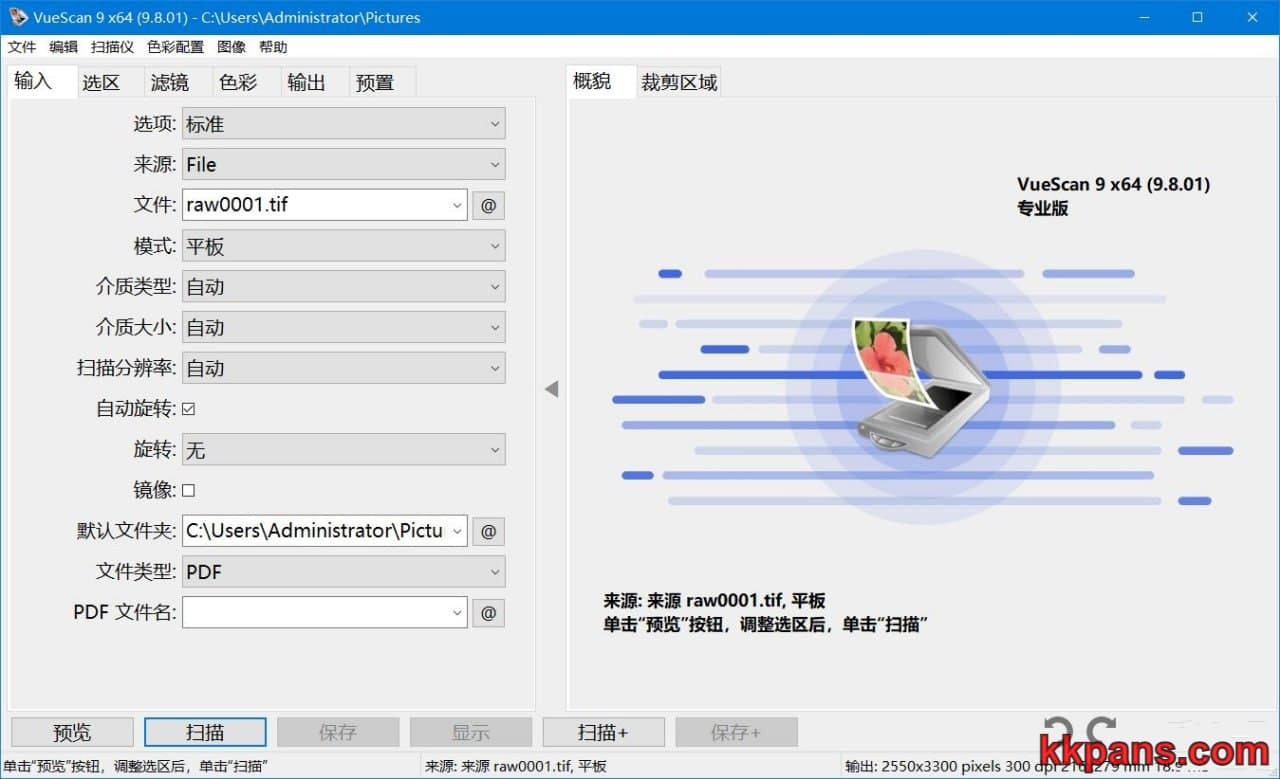 VueScan 9 x64 (9.8.01) - C:\Users\Administrator\Pictures
文件 编辑 扫描仪 色彩配置 图像 帮助
输入 选区 滤镜 色彩 输出 预置
选项: 标准
来源: File
文件: raw0001.tif @
模式: 平板
介质类型: 自动
介质大小: 自动
扫描分辨率: 自动
自动旋转:
旋转: 无
镜像:
默认文件夹: C:\Users\Administrator\Pictu @
文件类型: PDF
PDF 文件名: @
概貌 裁剪区域
VueScan 9 x64 (9.8.01)
专业版
来源: 来源 raw0001.tif, 平板
单击“预览”按钮，调整选区后，单击“扫描”
预览 扫描 保存 显示 扫描+ 保存+
单击“预览”按钮，调整选区后，单击“扫描”
来源: 来源 raw0001.tif, 平板
输出: 2550x3300 pixels 300 dpi 279 mm
kkpans.com